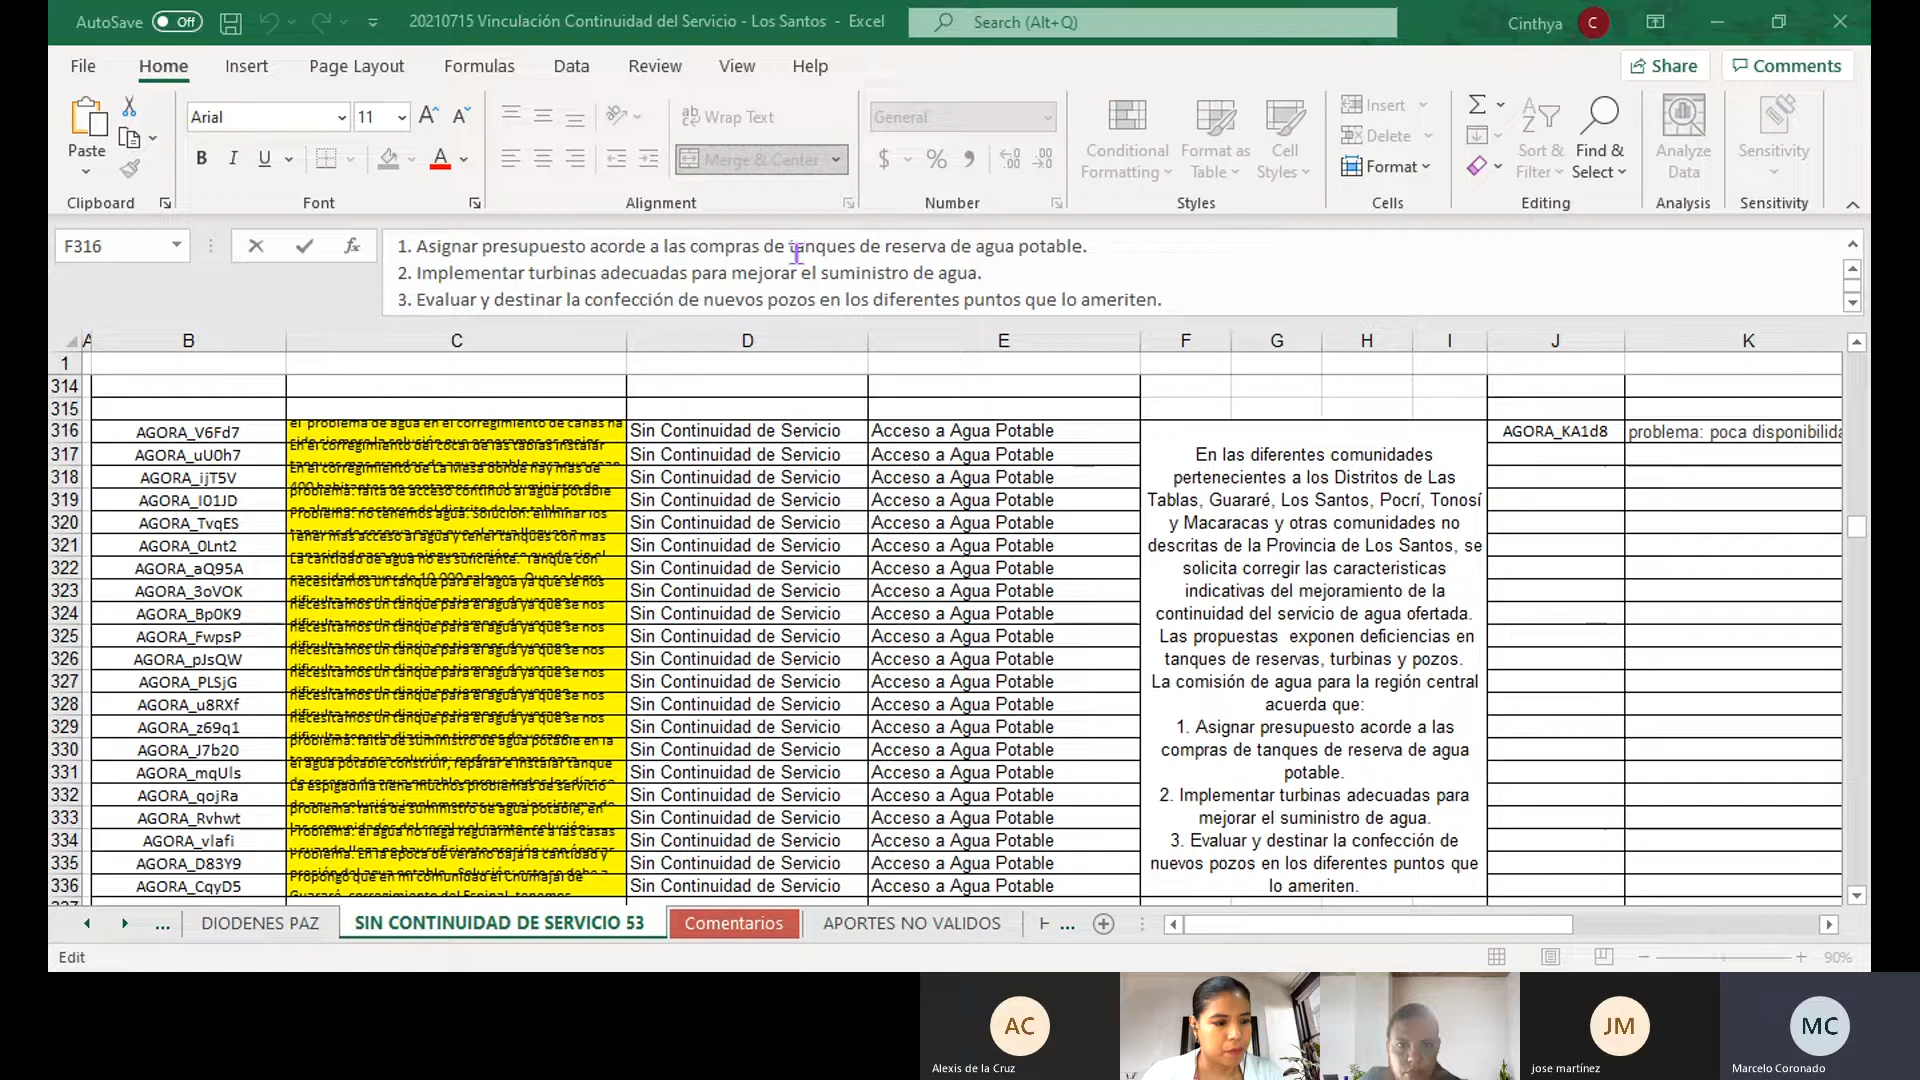 AutoSave Off 20210715 Vinculación Continuidad del Servicio - Los Santos - Excel Search (Alt+Q) Cinthya C
File Home Insert Page Layout Formulas Data Review View Help Share Comments
Arial 11 Wrap Text General Insert
Paste Merge & Center Conditional Formatting Format as Table Cell Styles Delete Sort & Filter Find & Select Analyze Data Sensitivity
Format
Clipboard Font Alignment Number Styles Cells Editing Analysis Sensitivity
F316 fx 1. Asignar presupuesto acorde a las compras de tanques de reserva de agua potable.
2. Implementar turbinas adecuadas para mejorar el suministro de agua.
3. Evaluar y destinar la confección de nuevos pozos en los diferentes puntos que lo ameriten.
A B C D E F G H I J K
1
314
315
316 AGORA_V6Fd7 Sin Continuidad de Servicio Acceso a Agua Potable AGORA_KA1d8
317 AGORA_uU0h7 Sin Continuidad de Servicio Acceso a Agua Potable
318 AGORA_ijT5V Sin Continuidad de Servicio Acceso a Agua Potable
319 AGORA_I01JD Sin Continuidad de Servicio Acceso a Agua Potable
320 AGORA_TvqES Sin Continuidad de Servicio Acceso a Agua Potable
321 AGORA_0Lnt2 Sin Continuidad de Servicio Acceso a Agua Potable
322 AGORA_aQ95A Sin Continuidad de Servicio Acceso a Agua Potable
323 AGORA_3oVOK Sin Continuidad de Servicio Acceso a Agua Potable
324 AGORA_Bp0K9 Sin Continuidad de Servicio Acceso a Agua Potable
325 AGORA_FwpsP Sin Continuidad de Servicio Acceso a Agua Potable
326 AGORA_pJsQW Sin Continuidad de Servicio Acceso a Agua Potable
327 AGORA_PLSjG Sin Continuidad de Servicio Acceso a Agua Potable
328 AGORA_u8RXf Sin Continuidad de Servicio Acceso a Agua Potable
329 AGORA_z69q1 Sin Continuidad de Servicio Acceso a Agua Potable
330 AGORA_J7b20 Sin Continuidad de Servicio Acceso a Agua Potable
331 AGORA_mqUls Sin Continuidad de Servicio Acceso a Agua Potable
332 AGORA_qojRa Sin Continuidad de Servicio Acceso a Agua Potable
333 AGORA_Rvhwt Sin Continuidad de Servicio Acceso a Agua Potable
334 AGORA_vlafi Sin Continuidad de Servicio Acceso a Agua Potable
335 AGORA_D83Y9 Sin Continuidad de Servicio Acceso a Agua Potable
336 AGORA_CqyD5 Sin Continuidad de Servicio Acceso a Agua Potable
En las diferentes comunidades
pertenecientes a los Distritos de Las
Tablas, Guararé, Los Santos, Pocrí, Tonosí
y Macaracas y otras comunidades no
descritas de la Provincia de Los Santos, se
solicita corregir las caracteristicas
indicativas del mejoramiento de la
continuidad del servicio de agua ofertada.
Las propuestas exponen deficiencias en
tanques de reservas, turbinas y pozos.
La comisión de agua para la región central
acuerda que:
1. Asignar presupuesto acorde a las
compras de tanques de reserva de agua
potable.
2. Implementar turbinas adecuadas para
mejorar el suministro de agua.
3. Evaluar y destinar la confección de
nuevos pozos en los diferentes puntos que
lo ameriten.
problema: poca
... DIODENES PAZ SIN CONTINUIDAD DE SERVICIO 53 Comentarios APORTES NO VALIDOS ...
Edit 90%
AC JM MC
Alexis de la Cruz jose martínez Marcelo Coronado